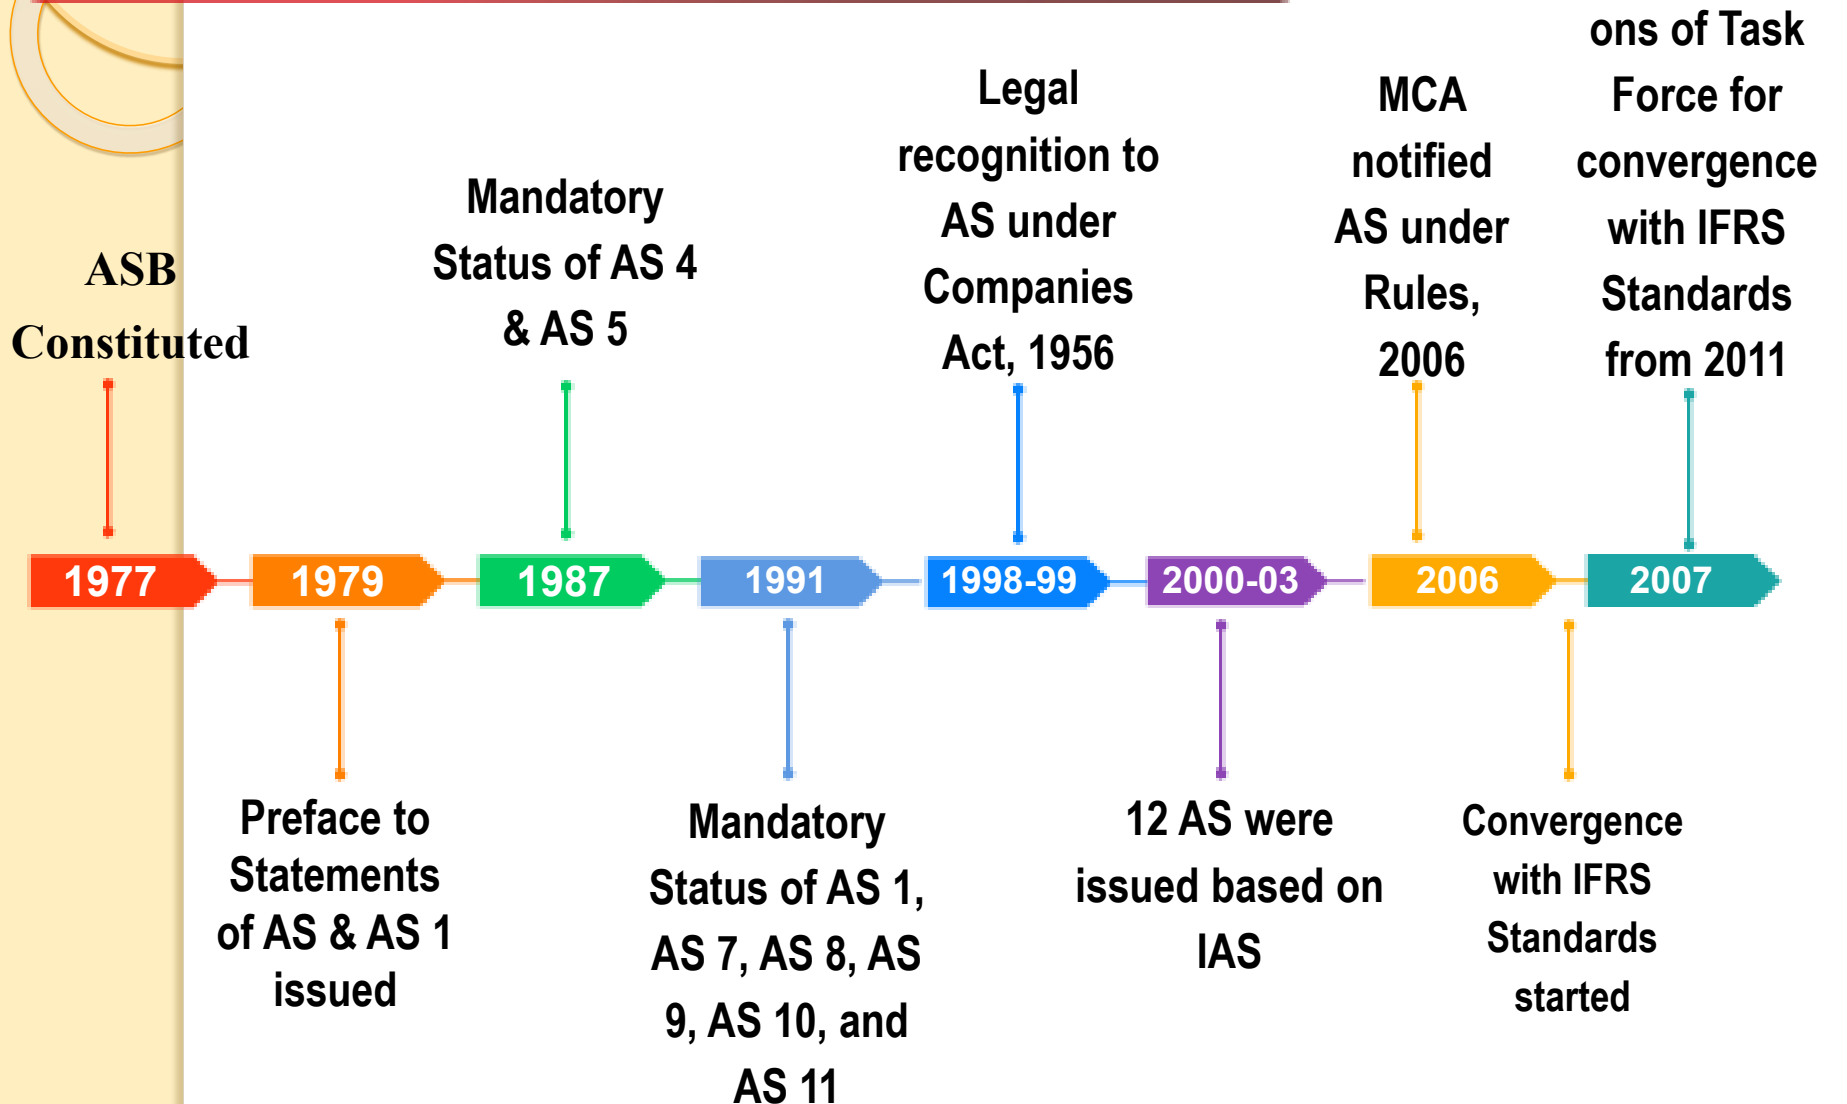 ASB
Constituted
Mandatory
Status of AS 4
& AS 5
Legal
recognition to
AS under
Companies
Act, 1956
MCA
notified
AS under
Rules,
2006
ons of Task
Force for
convergence
with IFRS
Standards
from 2011
1977
1979
1987
1991
1998-99
2000-03
2006
2007
Preface to
Statements
of AS & AS 1
issued
Mandatory
Status of AS 1,
AS 7, AS 8, AS
9, AS 10, and
AS 11
12 AS were
issued based on
IAS
Convergence
with IFRS
Standards
started